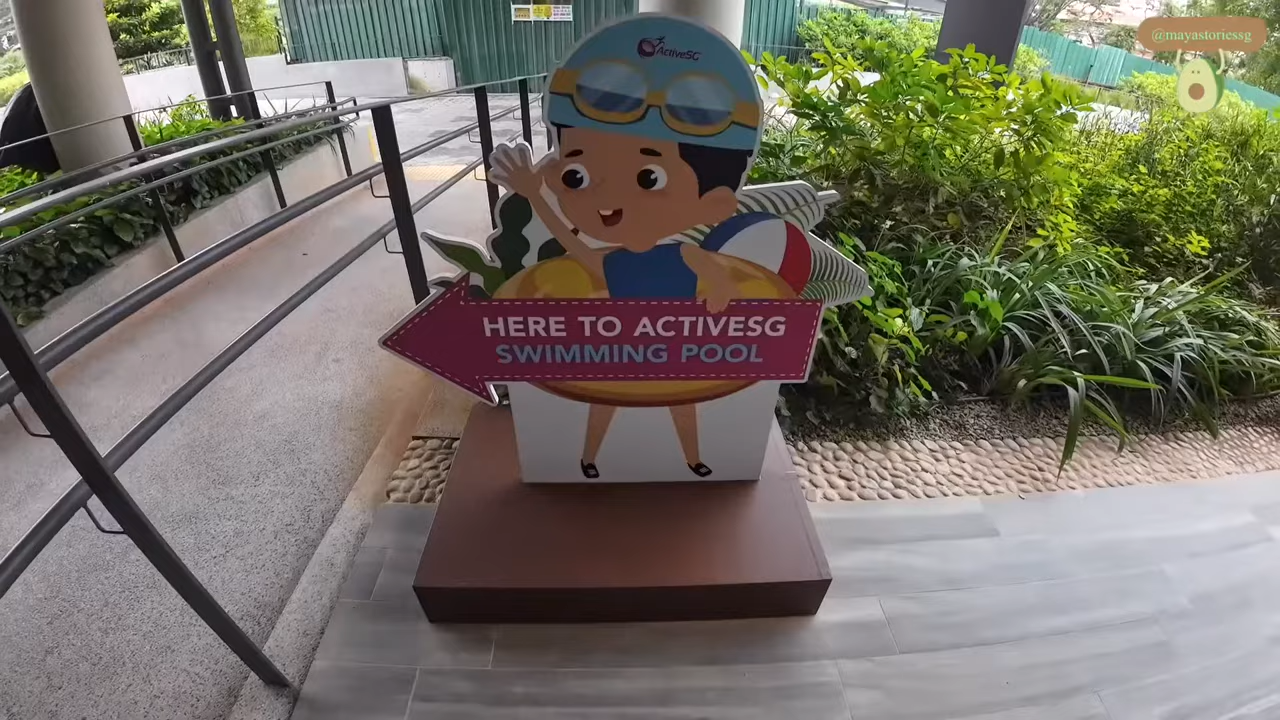 @mayastoriessg
ActiveSG
HERE TO ACTIVESG
SWIMMING POOL